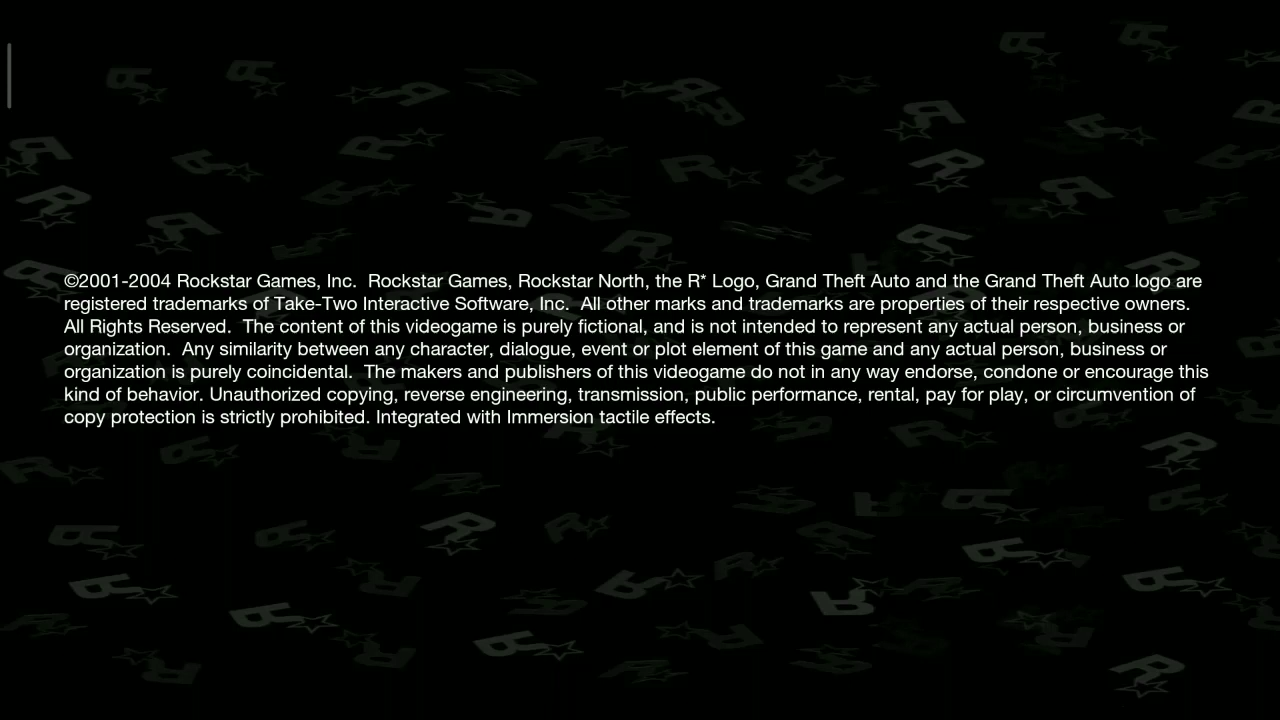 ©2001-2004 Rockstar Games, Inc.  Rockstar Games, Rockstar North, the R* Logo, Grand Theft Auto and the Grand Theft Auto logo are
registered trademarks of Take-Two Interactive Software, Inc.  All other marks and trademarks are properties of their respective owners.
All Rights Reserved.  The content of this videogame is purely fictional, and is not intended to represent any actual person, business or
organization.  Any similarity between any character, dialogue, event or plot element of this game and any actual person, business or
organization is purely coincidental.  The makers and publishers of this videogame do not in any way endorse, condone or encourage this
kind of behavior. Unauthorized copying, reverse engineering, transmission, public performance, rental, pay for play, or circumvention of
copy protection is strictly prohibited. Integrated with Immersion tactile effects.